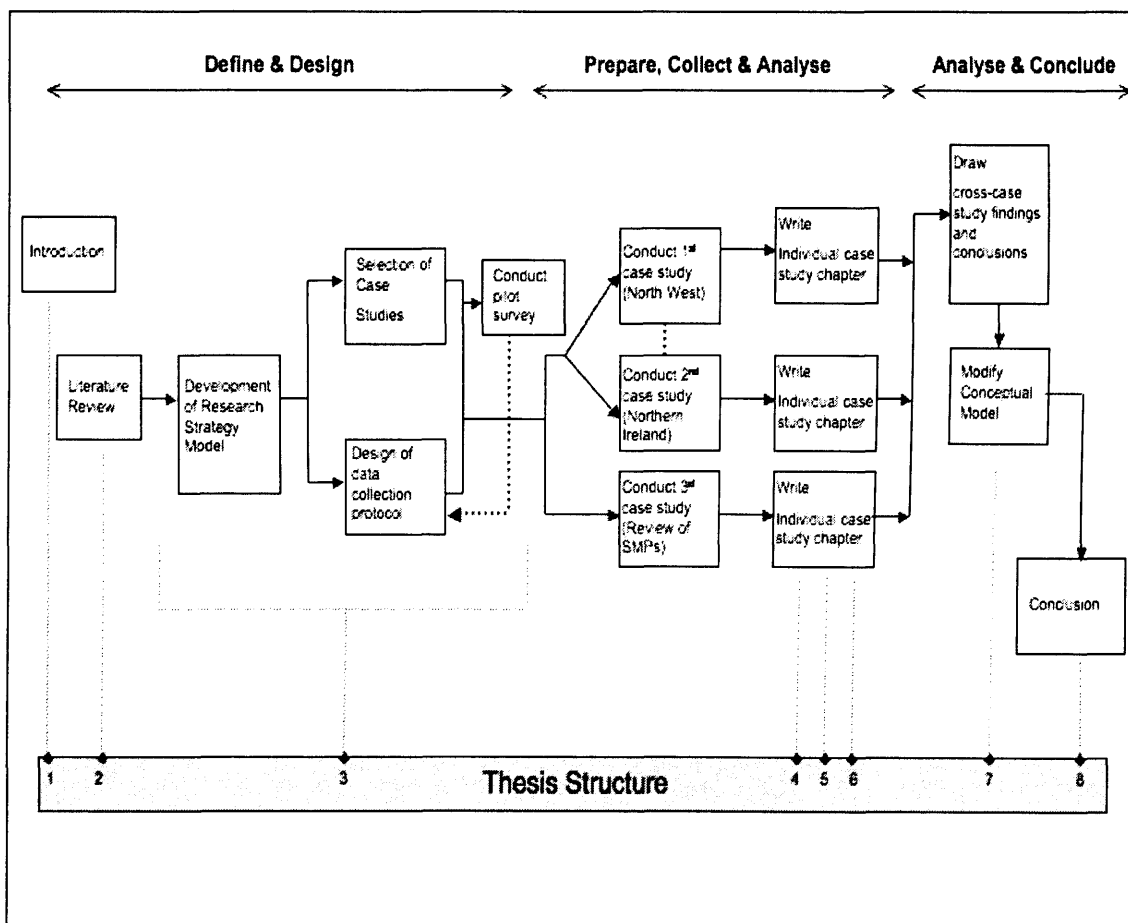 Define & Design
Prepare, Collect & Analyse
Analyse & Conclude
Introduction
Literature
Review
Development
of Research
Strategy
Model
Selection of
Case
Studies
Design of
data
collection
protocol
Conduct
pilot
survey
Conduct 1st
case study
(North West)
Conduct 2nd
case study
(Northern
Ireland)
Conduct 3rd
case study
(Review of
SMPs)
Write
Individual case
study chapter
Write
Individual case
study chapter
Write
Individual case
study chapter
Draw
cross-case
study findings
and
conclusions
Modify
Conceptual
Model
Conclusion
1 2 3 4 5 6 7 8
Thesis Structure